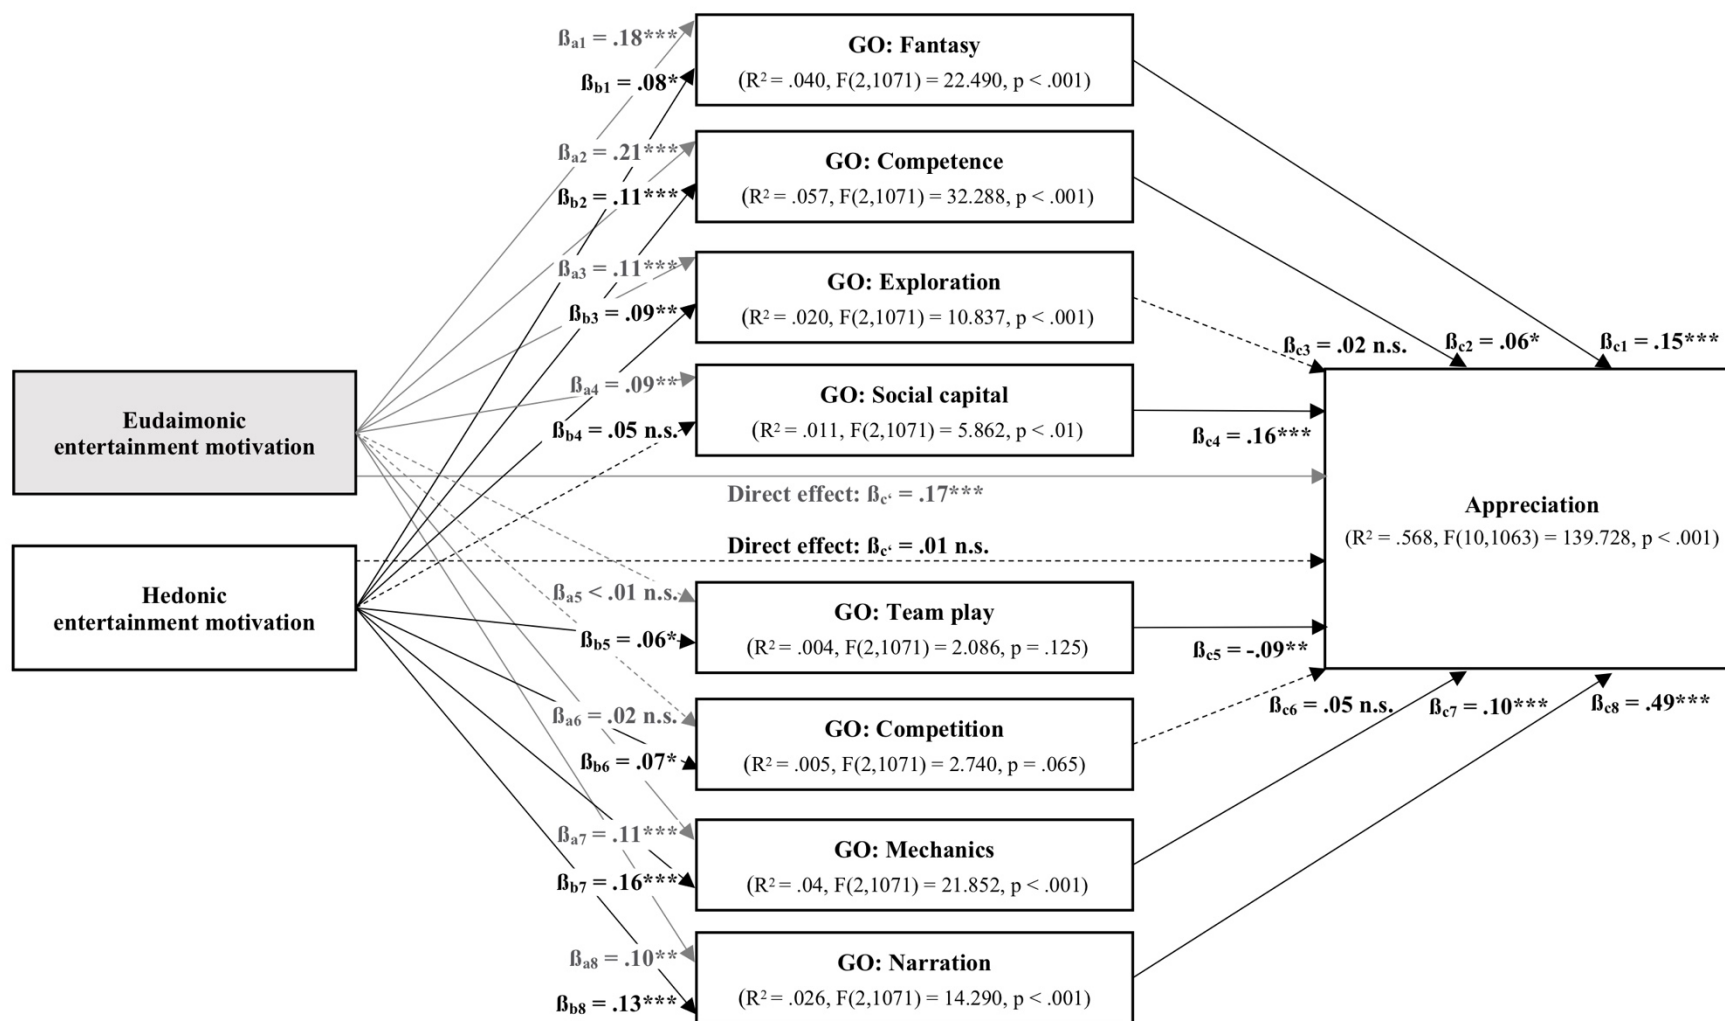 ßa1 = .18***
ßb1 = .08*
GO: Fantasy
(R² = .040, F(2,1071) = 22.490, p < .001)
ßa2 = .21***
ßb2 = .11***
GO: Competence
(R² = .057, F(2,1071) = 32.288, p < .001)
ßa3 = .11***
ßb3 = .09**
GO: Exploration
(R² = .020, F(2,1071) = 10.837, p < .001)
ßc3 = .02 n.s.
ßc2 = .06*
ßc1 = .15***
ßa4 = .09**
ßb4 = .05 n.s.
GO: Social capital
(R² = .011, F(2,1071) = 5.862, p < .01)
ßc4 = .16***
Eudaimonic
entertainment motivation
Direct effect: ßc‘ = .17***
Appreciation
(R² = .568, F(10,1063) = 139.728, p < .001)
Direct effect: ßc‘ = .01 n.s.
Hedonic
entertainment motivation
ßa5 < .01 n.s.
ßb5 = .06*
GO: Team play
(R² = .004, F(2,1071) = 2.086, p = .125)
ßc5 = -.09**
ßa6 = .02 n.s.
ßb6 = .07*
GO: Competition
(R² = .005, F(2,1071) = 2.740, p = .065)
ßc6 = .05 n.s.
ßc7 = .10***
ßc8 = .49***
ßa7 = .11***
ßb7 = .16***
GO: Mechanics
(R² = .04, F(2,1071) = 21.852, p < .001)
ßa8 = .10**
ßb8 = .13***
GO: Narration
(R² = .026, F(2,1071) = 14.290, p < .001)